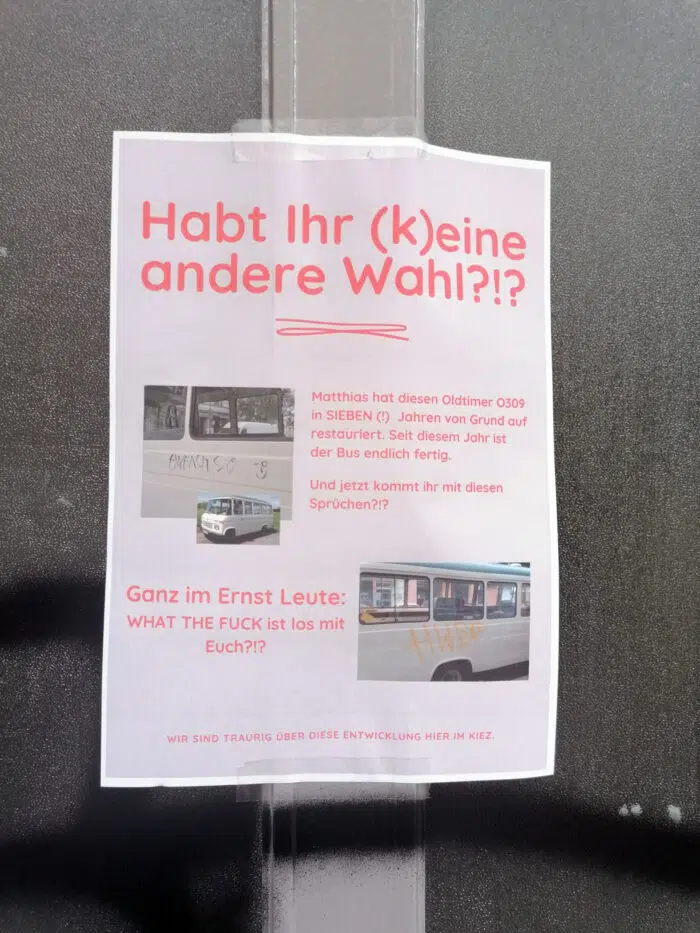 Habt Ihr (k)eine
andere Wahl?!?
Matthias hat diesen Oldtimer O309
in SIEBEN (!) Jahren von Grund auf
restauriert. Seit diesem Jahr ist
der Bus endlich fertig.
Und jetzt kommt ihr mit diesen
Sprüchen?!?
Ganz im Ernst Leute:
WHAT THE FUCK ist los mit
Euch?!?
WIR SIND TRAURIG ÜBER DIESE ENTWICKLUNG HIER IM KIEZ.